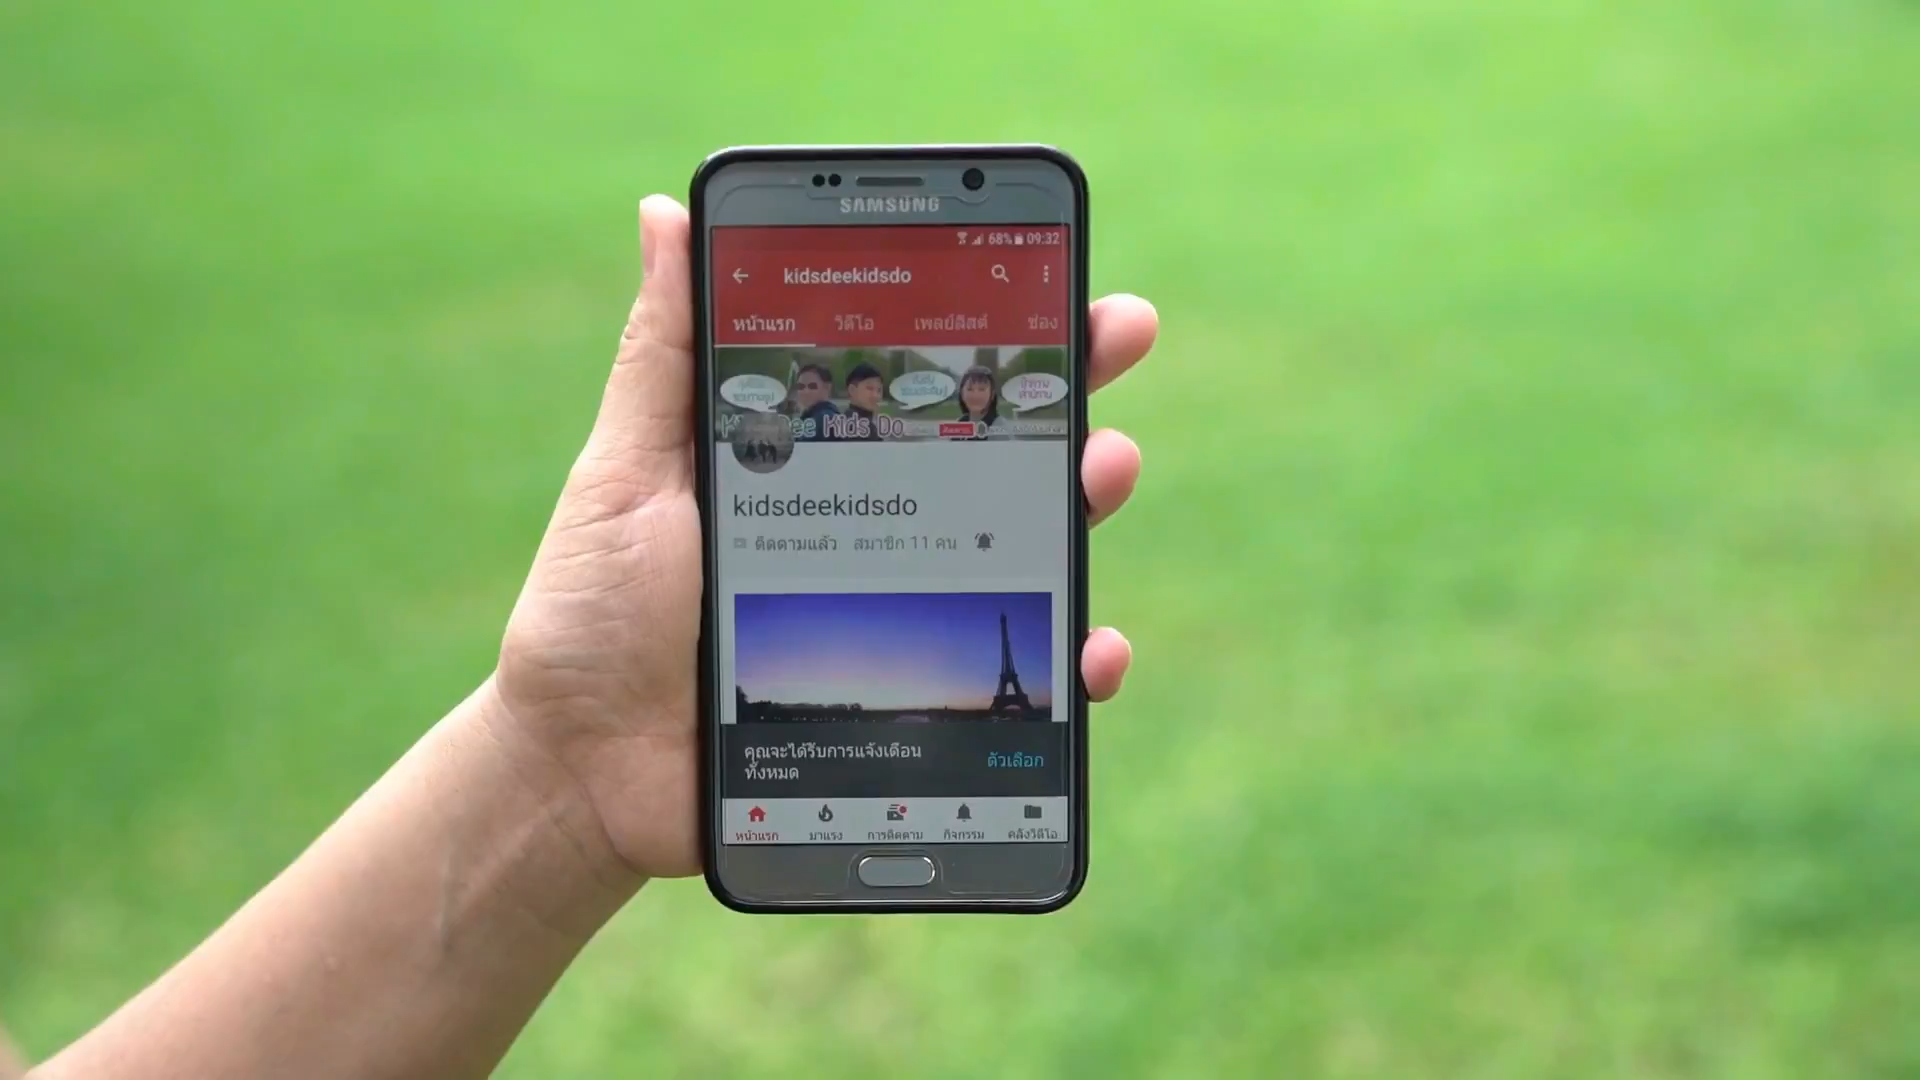 SAMSUNG
68% 09:32
kidsdeekidsdo
หน้าแรก วิดีโอ เพลย์ลิสต์ ช่อง
Kids Do
kidsdeekidsdo
ติดตามแล้ว สมาชิก 11 คน
คุณจะได้รับการแจ้งเตือน
ทั้งหมด
ตัวเลือก
หน้าแรก มาแรง การติดตาม กิจกรรม คลังวิดีโอ